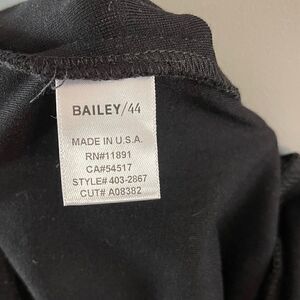 BAILEY/44
MADE IN U.S.A.
RN#11891
CA#54517
STYLE# 403-2867
CUT# A08382